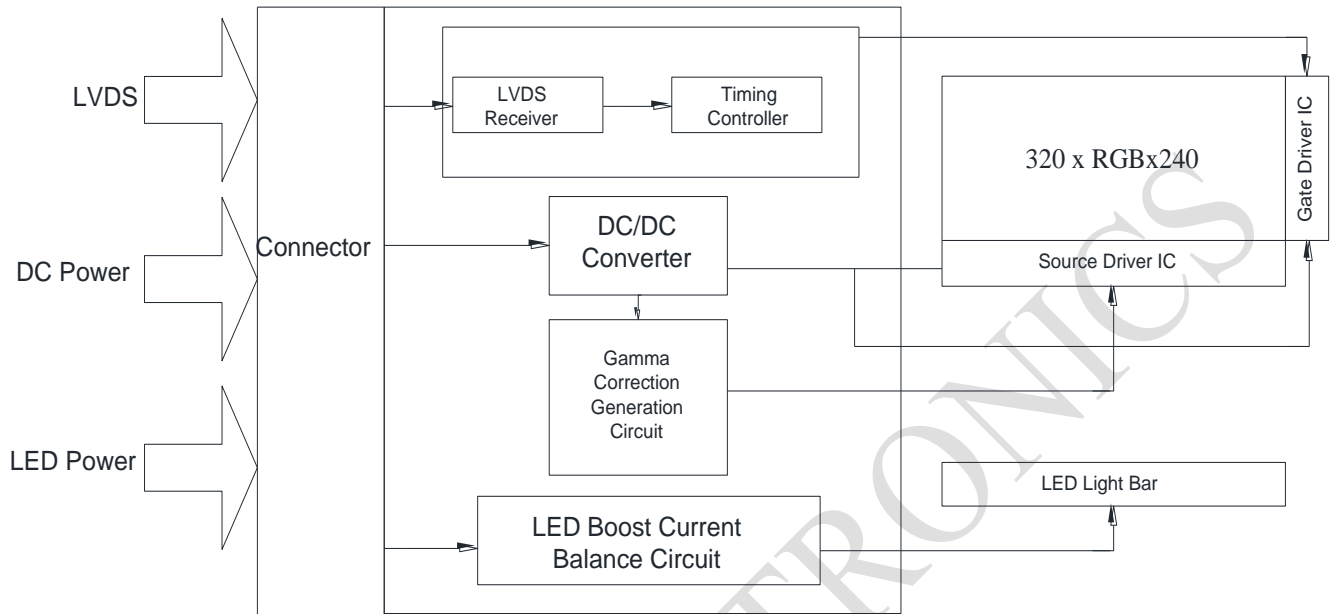 LVDS
DC Power
LED Power
Connector
LVDS
Receiver
Timing
Controller
DC/DC
Converter
Gamma
Correction
Generation
Circuit
LED Boost Current
Balance Circuit
320 x RGBx240
Gate Driver IC
Source Driver IC
LED Light Bar
TRONICS